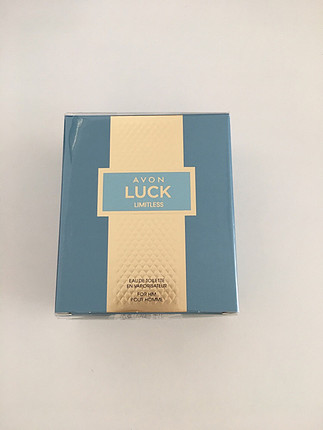 AVON
LUCK
LIMITLESS
EAU DE TOILETTE
EN VAPORISATEUR
FOR HIM
POUR HOMME